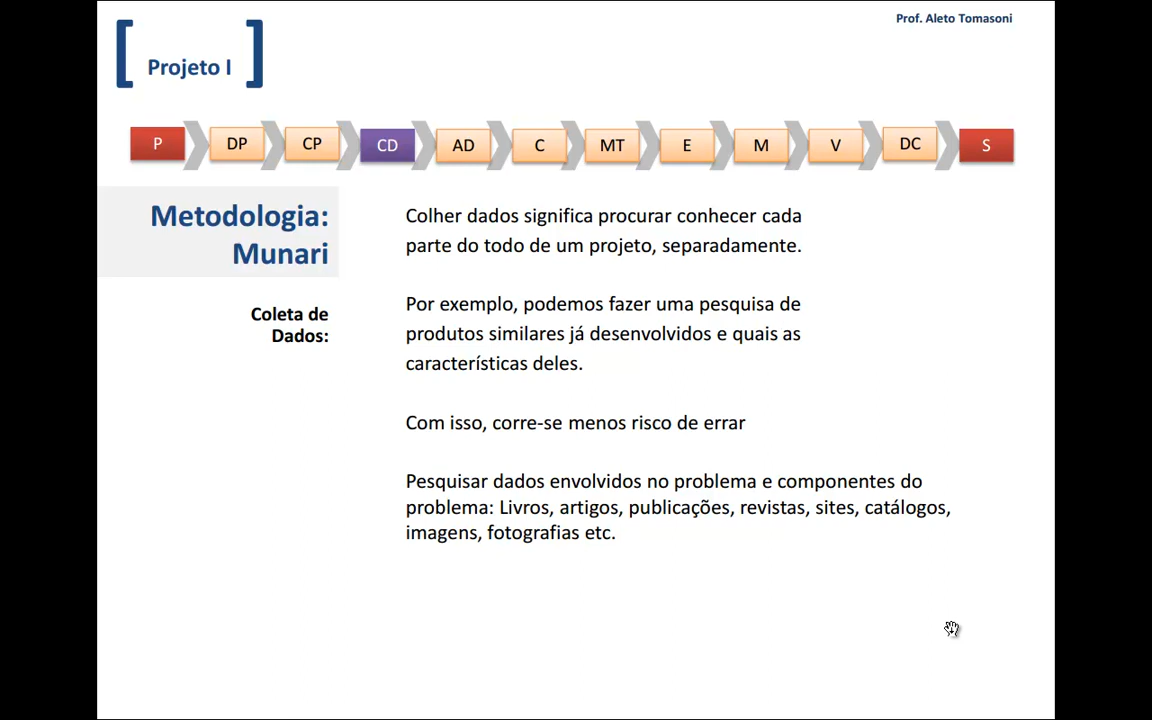 Prof. Aleto Tomasoni
Projeto I
P DP CP CD AD C MT E M V DC S
Metodologia:
Munari
Coleta de
Dados:
Colher dados significa procurar conhecer cada
parte do todo de um projeto, separadamente.
Por exemplo, podemos fazer uma pesquisa de
produtos similares já desenvolvidos e quais as
características deles.
Com isso, corre-se menos risco de errar
Pesquisar dados envolvidos no problema e componentes do
problema: Livros, artigos, publicações, revistas, sites, catálogos,
imagens, fotografias etc.